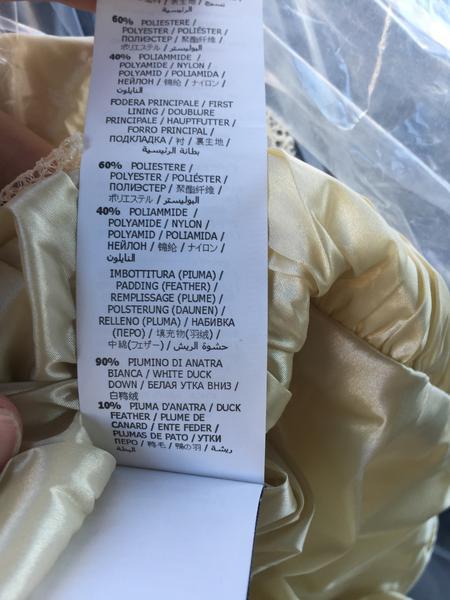 الرئيسية
60% POLIESTERE /
POLYESTER / POLIÉSTER /
ПОЛИЭСТЕР / 聚酯纤维 /
ポリエステル / البوليستر
40% POLIAMMIDE /
POLYAMIDE / NYLON /
POLYAMID / POLIAMIDA /
НЕЙЛОН / 锦纶 / ナイロン /
النايلون
FODERA PRINCIPALE / FIRST
LINING / DOUBLURE
PRINCIPALE / HAUPTFUTTER /
FORRO PRINCIPAL /
ПОДКЛАДКА / 衬 / 裏生地 /
بطانة الرئيسية
60% POLIESTERE /
POLYESTER / POLIÉSTER /
ПОЛИЭСТЕР / 聚酯纤维 /
ポリエステル / البوليستر
40% POLIAMMIDE /
POLYAMIDE / NYLON /
POLYAMID / POLIAMIDA /
НЕЙЛОН / 锦纶 / ナイロン /
النايلون
IMBOTTITURA (PIUMA) /
PADDING (FEATHER) /
REMPLISSAGE (PLUME) /
POLSTERUNG (DAUNEN) /
RELLENO (PLUMA) / НАБИВКА
(ПЕРО) / 填充物(羽绒) /
中綿(フェザー) / حشوة الريش
90% PIUMINO DI ANATRA
BIANCA / WHITE DUCK
DOWN / БЕЛАЯ УТКА ВНИЗ /
白鸭绒
10% PIUMA D'ANATRA / DUCK
FEATHER / PLUME DE
CANARD / ENTE FEDER /
PLUMAS DE PATO / УТКИ
ПЕРО / 鸭毛 / 鴨の羽 / ريشة
البطة